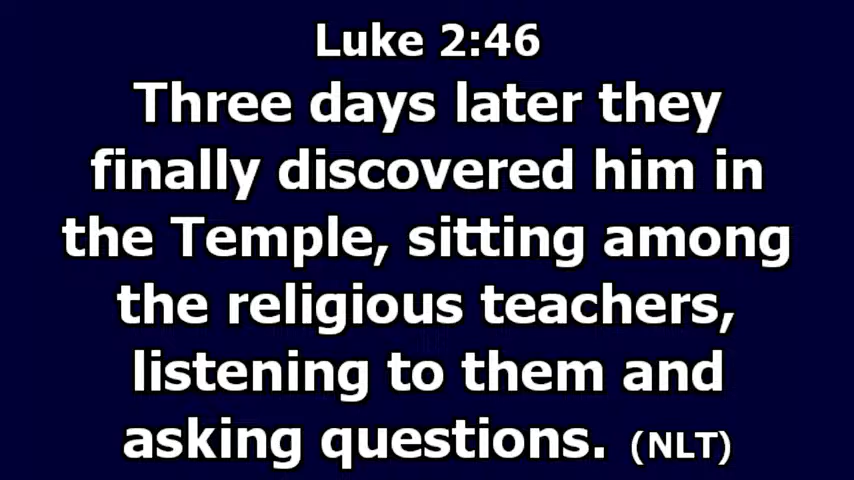 Luke 2:46
Three days later they
finally discovered him in
the Temple, sitting among
the religious teachers,
listening to them and
asking questions. (NLT)